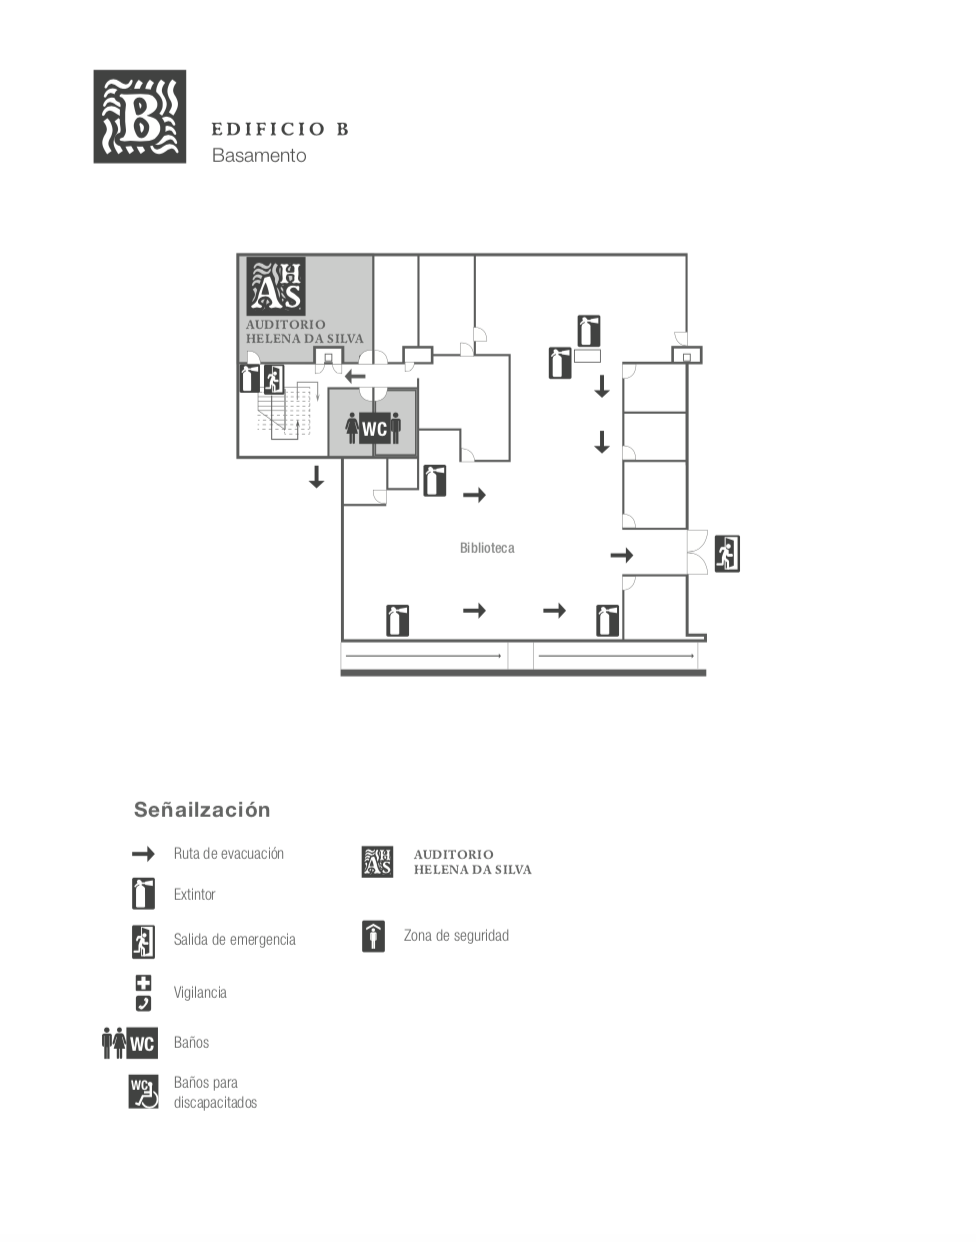 B
EDIFICIO B
Basamento
AHS
AUDITORIO
HELENA DA SILVA
WC
Biblioteca
Señailzación
Ruta de evacuación
Extintor
Salida de emergencia
Vigilancia
WC
Baños
WC
Baños para
discapacitados
AHS
AUDITORIO
HELENA DA SILVA
Zona de seguridad